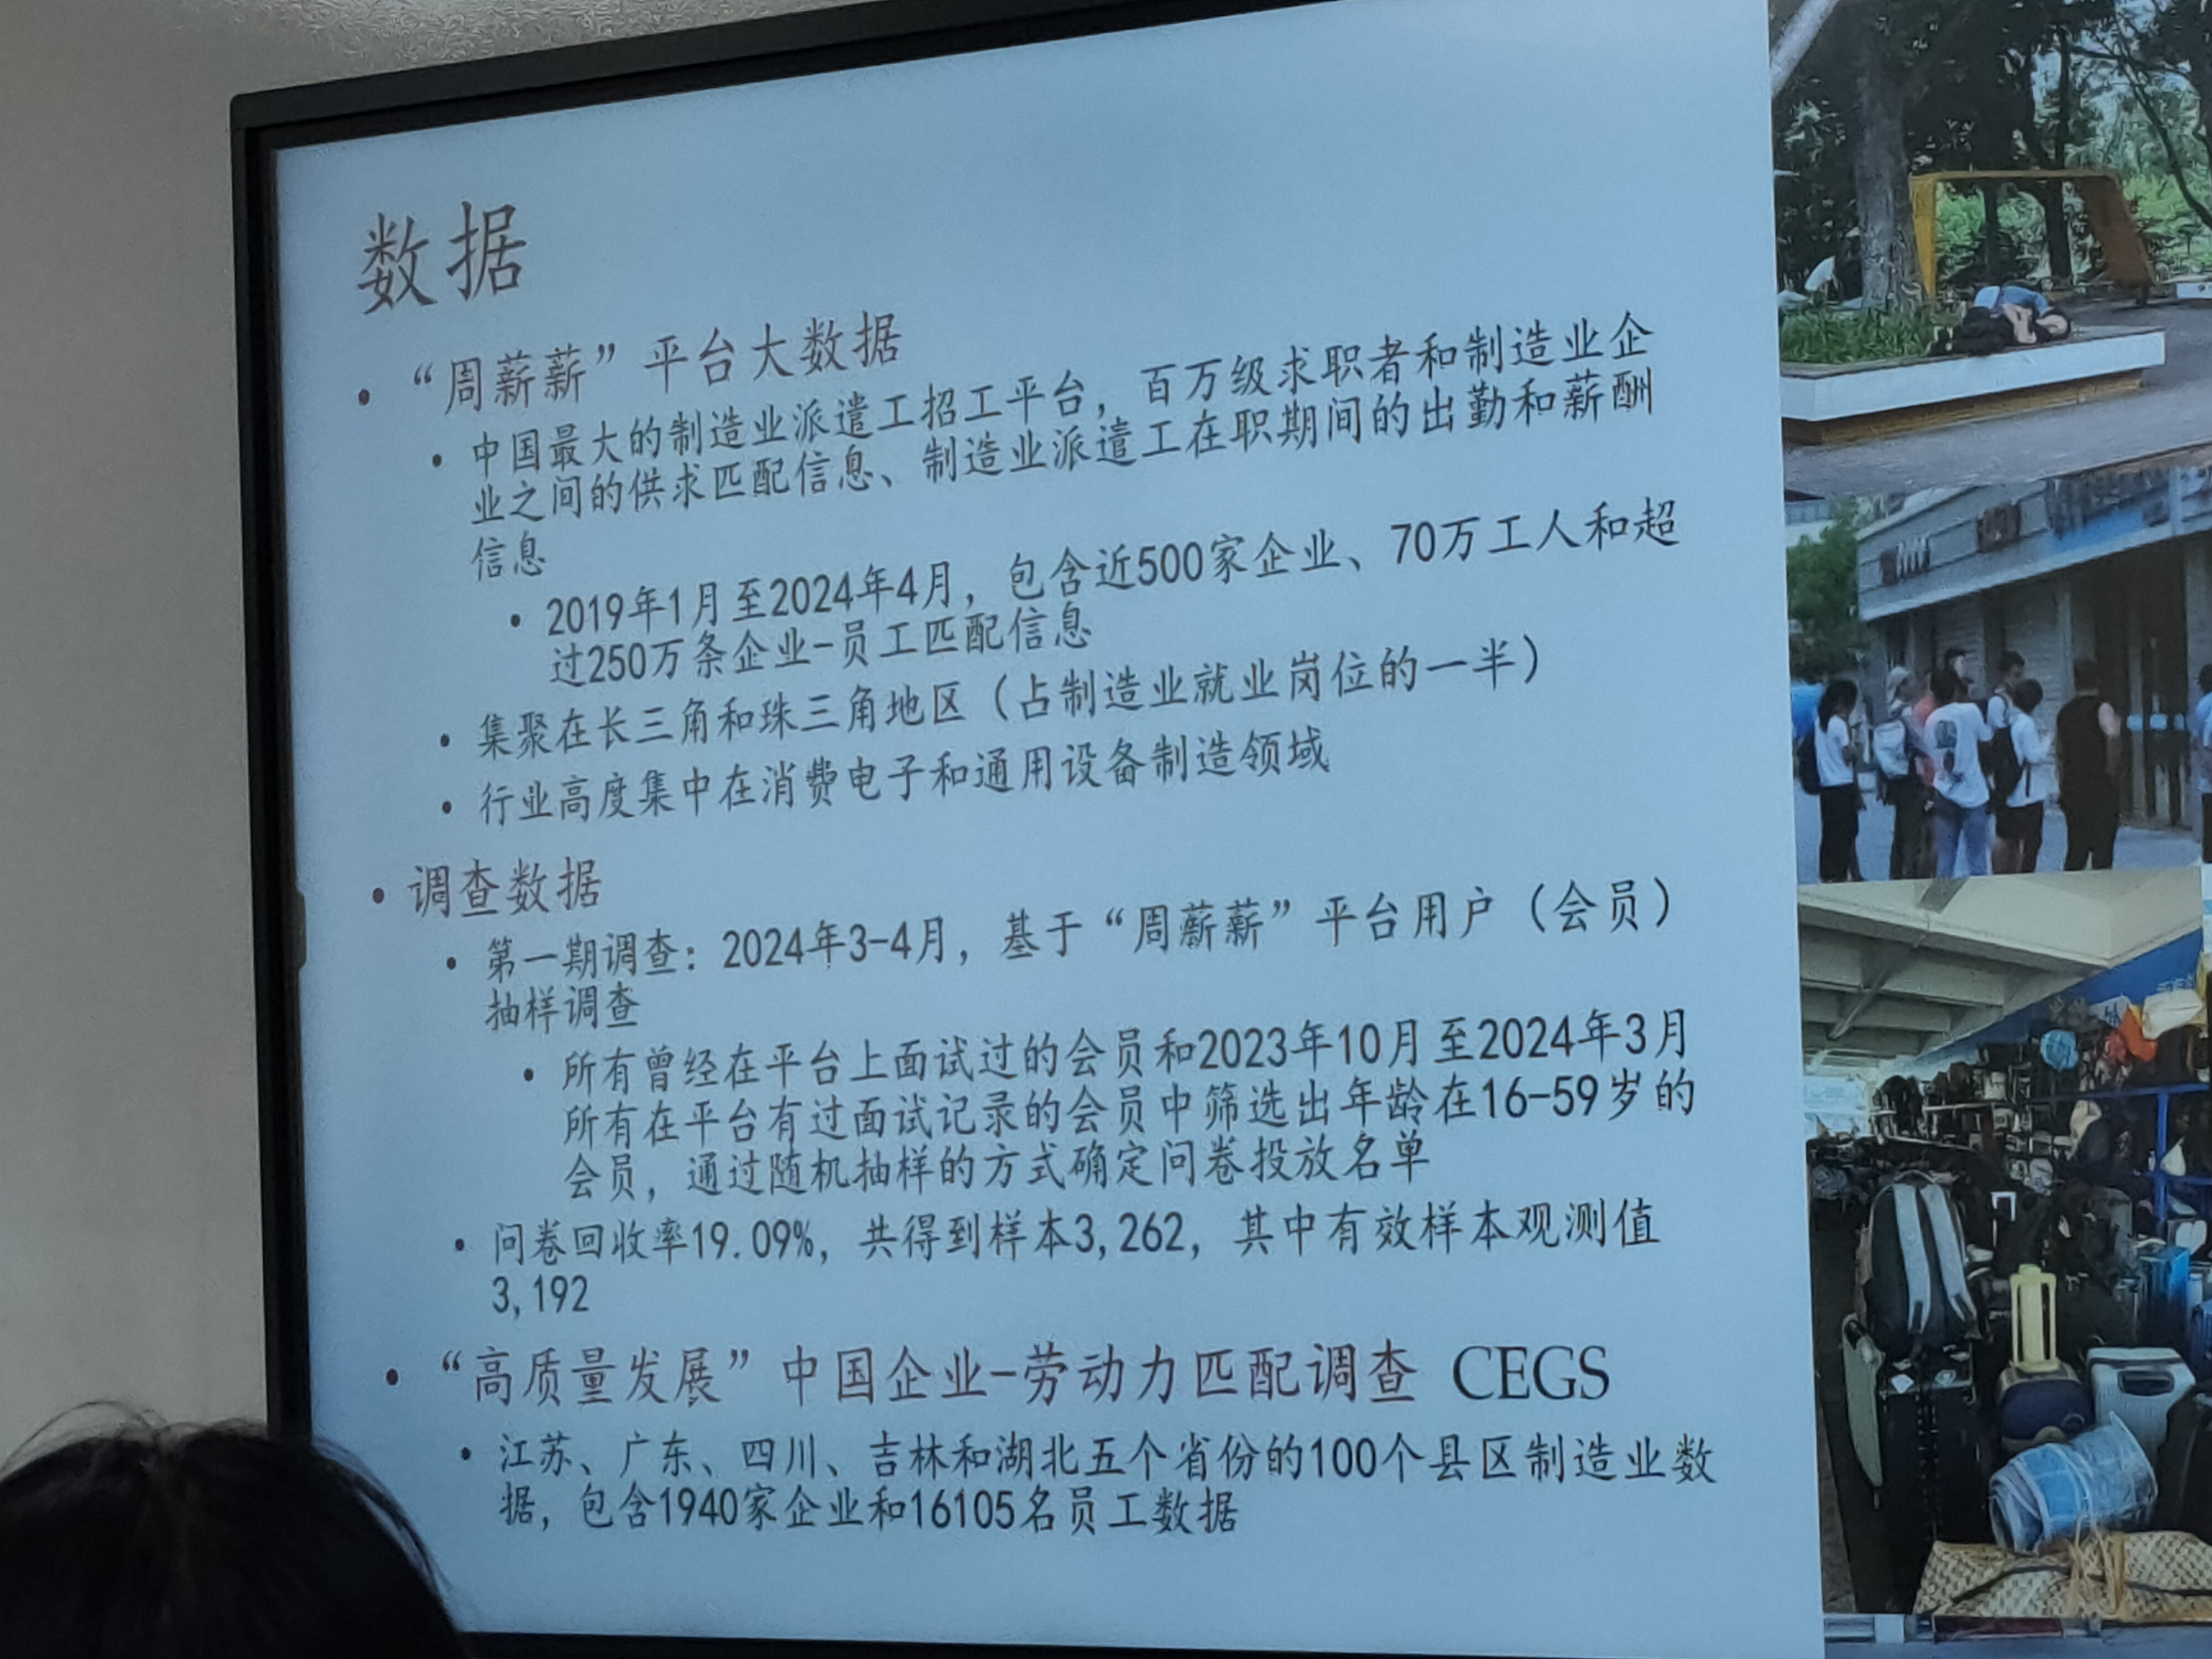 数据
• “周薪薪”平台大数据
• 中国最大的制造业派遣工招工平台，百万级求职者和制造业企
业之间的供求匹配信息、制造业派遣工在职期间的出勤和薪酬
信息
• 2019年1月至2024年4月，包含近500家企业、70万工人和超
过250万条企业-员工匹配信息
• 集聚在长三角和珠三角地区（占制造业就业岗位的一半）
• 行业高度集中在消费电子和通用设备制造领域
• 调查数据
• 第一期调查：2024年3-4月，基于“周薪薪”平台用户（会员）
抽样调查
• 所有曾经在平台上面试过的会员和2023年10月至2024年3月
所有在平台有过面试记录的会员中筛选出年龄在16-59岁的
会员，通过随机抽样的方式确定问卷投放名单
• 问卷回收率19.09%，共得到样本3,262，其中有效样本观测值
3,192
• “高质量发展”中国企业-劳动力匹配调查 CEGS
• 江苏、广东、四川、吉林和湖北五个省份的100个县区制造业数
据，包含1940家企业和16105名员工数据